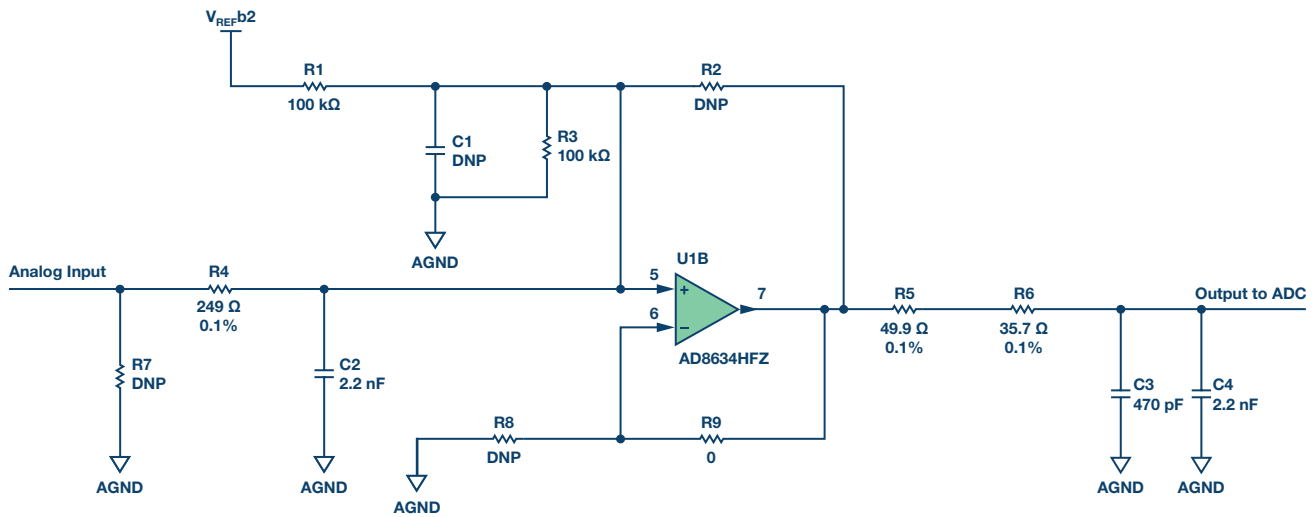 VREFb2
R1
100 kΩ
R2
DNP
C1
DNP
R3
100 kΩ
AGND
Analog Input
R4
249 Ω
0.1%
R7
DNP
AGND
C2
2.2 nF
AGND
U1B
5
+
6
−
7
AD8634HFZ
R8
DNP
AGND
R9
0
R5
49.9 Ω
0.1%
R6
35.7 Ω
0.1%
Output to ADC
C3
470 pF
AGND
C4
2.2 nF
AGND